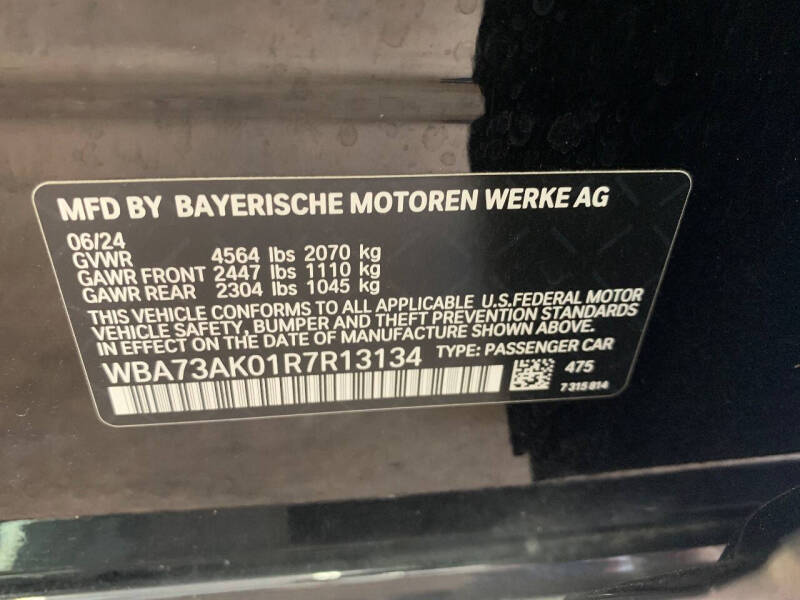 MFD BY BAYERISCHE MOTOREN WERKE AG
06/24
GVWR 4564 lbs 2070 kg
GAWR FRONT 2447 lbs 1110 kg
GAWR REAR 2304 lbs 1045 kg
THIS VEHICLE CONFORMS TO ALL APPLICABLE U.S.FEDERAL MOTOR
VEHICLE SAFETY, BUMPER AND THEFT PREVENTION STANDARDS
IN EFFECT ON THE DATE OF MANUFACTURE SHOWN ABOVE.
WBA73AK01R7R13134 TYPE: PASSENGER CAR
475
7 315 814